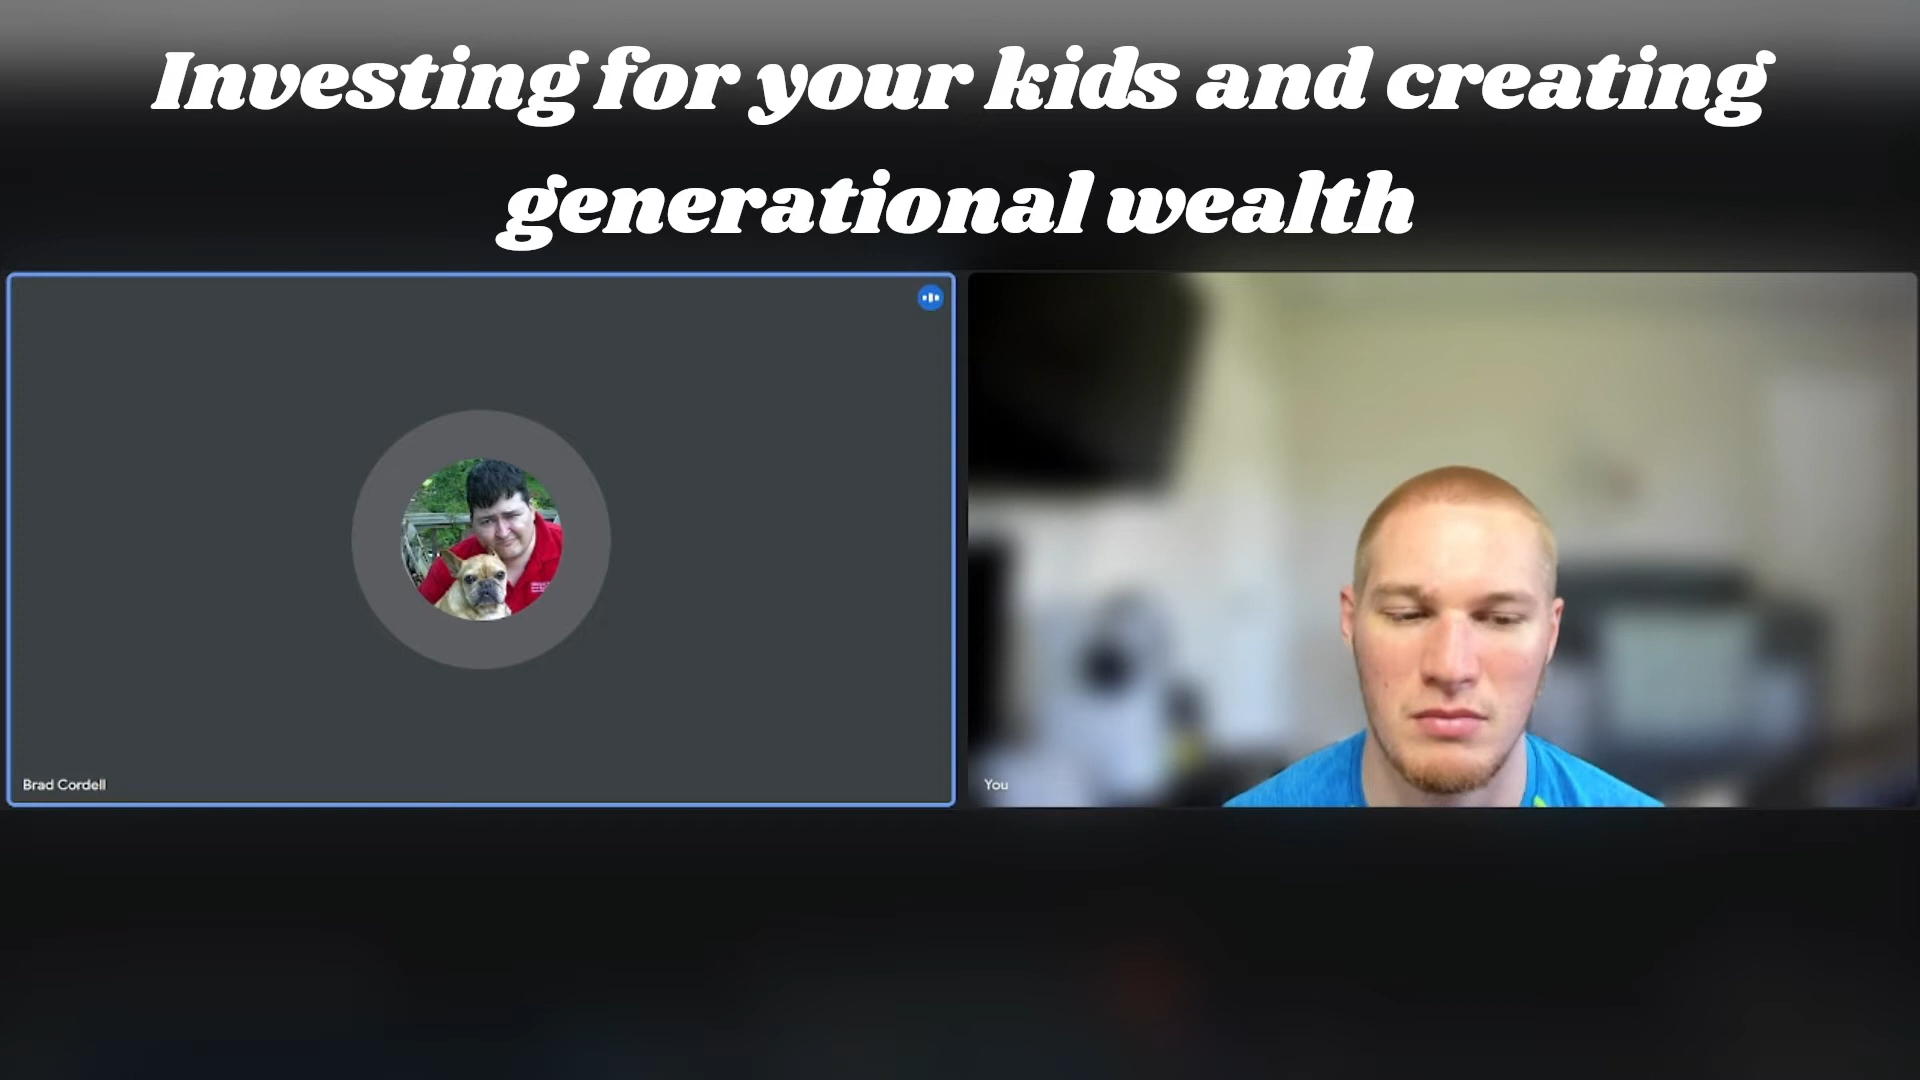 Investing for your kids and creating
generational wealth
Brad Cordell
You